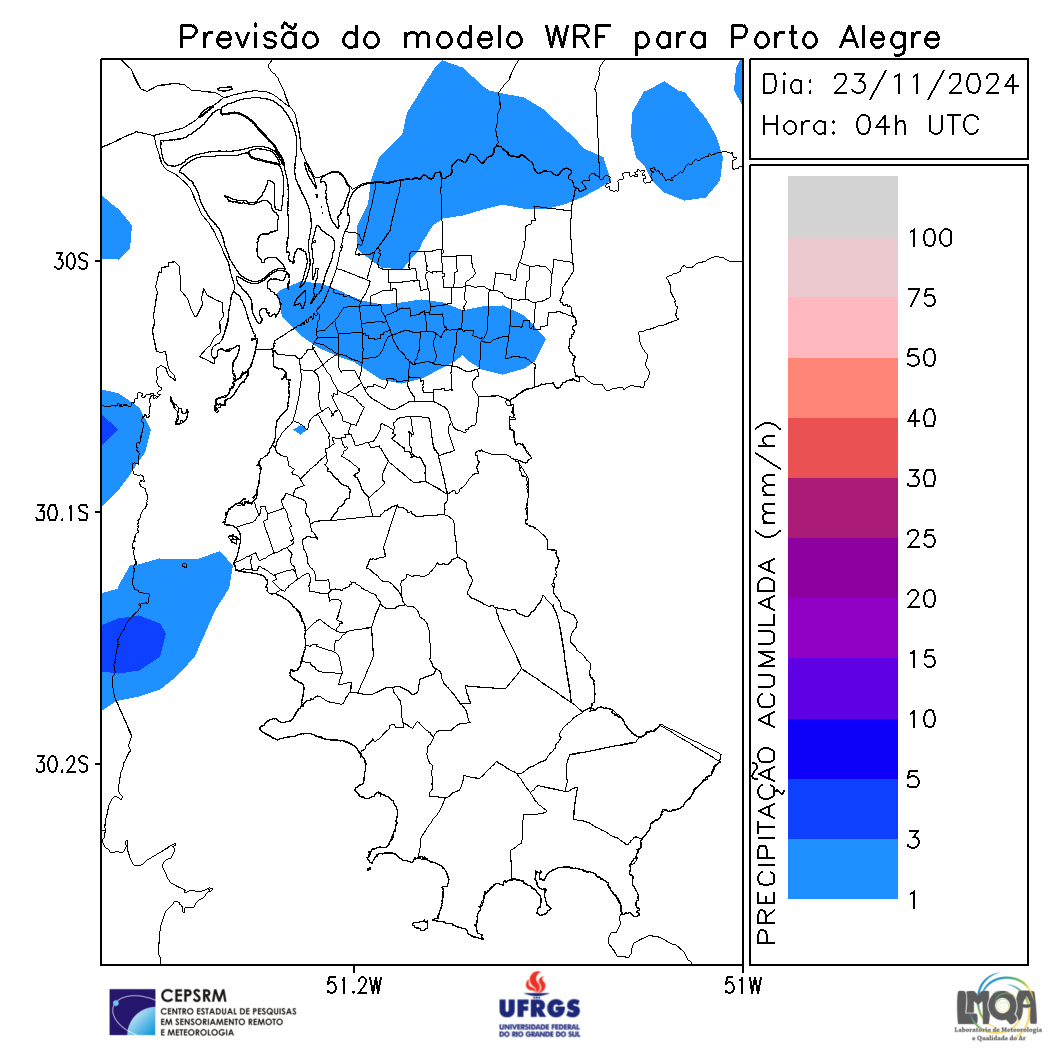 Previsão do modelo WRF para Porto Alegre
Dia: 23/11/2024
Hora: 04h UTC
30S
30.1S
30.2S
51.2W
51W
PRECIPITAÇÃO ACUMULADA (mm/h)
100
75
50
40
30
25
20
15
10
5
3
1
CEPSRM
CENTRO ESTADUAL DE PESQUISAS
EM SENSORIAMENTO REMOTO
E METEOROLOGIA
UFRGS
UNIVERSIDADE FEDERAL
DO RIO GRANDE DO SUL
LMQA
Laboratório de Meteorologia
e Qualidade do Ar